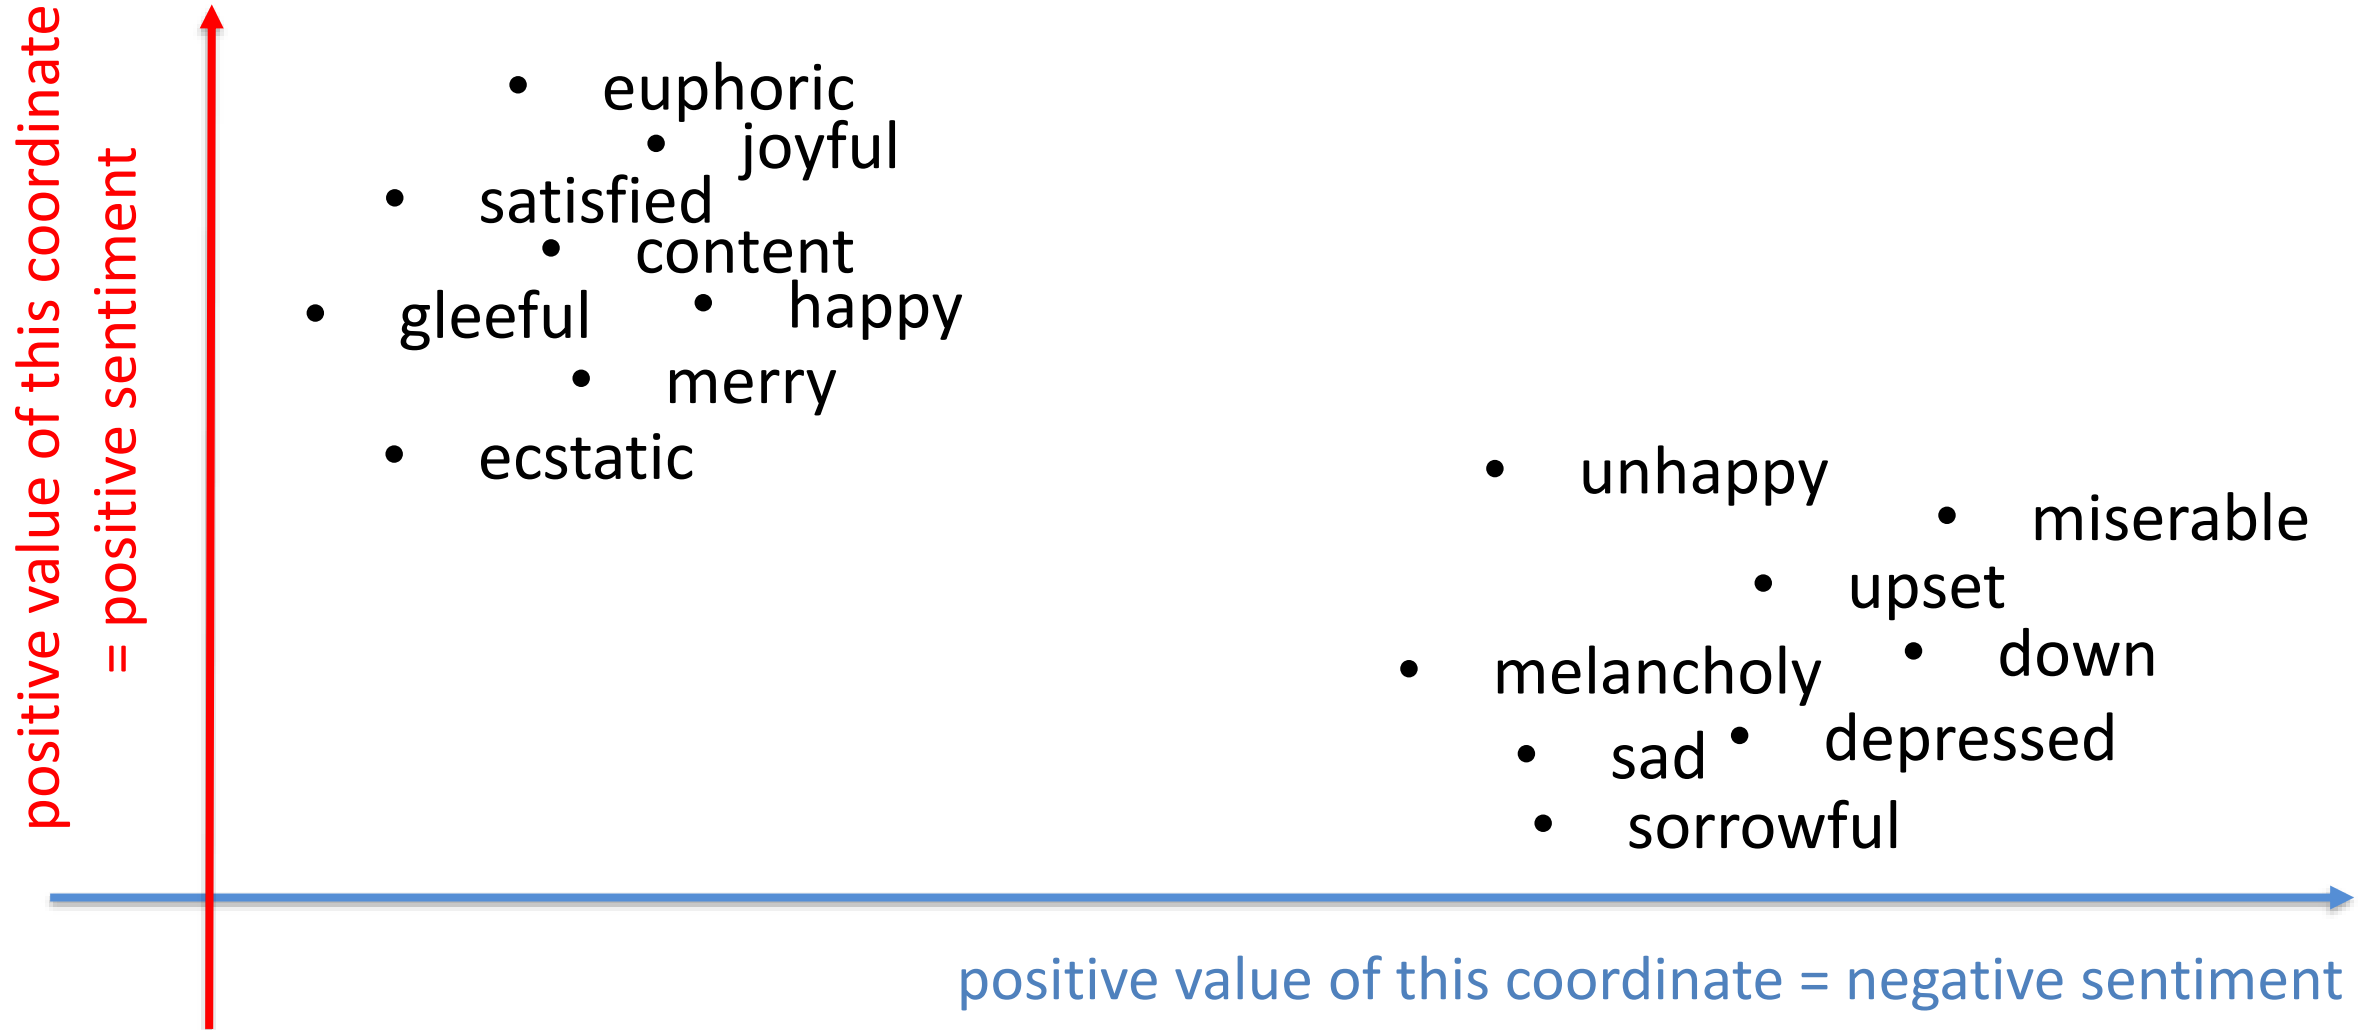 positive value of this coordinate
= positive sentiment
euphoric
joyful
satisfied
content
gleeful
happy
merry
ecstatic
unhappy
miserable
upset
down
melancholy
depressed
sad
sorrowful
positive value of this coordinate = negative sentiment